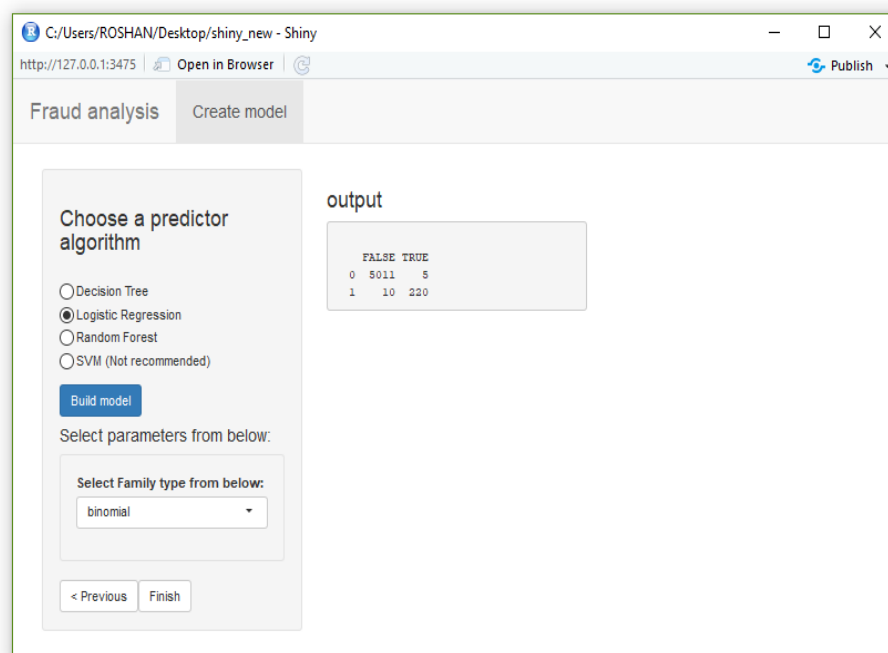 C:/Users/ROSHAN/Desktop/shiny_new - Shiny
http://127.0.0.1:3475 Open in Browser Publish
Fraud analysis Create model
Choose a predictor
algorithm
Decision Tree
Logistic Regression
Random Forest
SVM (Not recommended)
Build model
Select parameters from below:
Select Family type from below:
binomial
< Previous Finish
output
FALSE TRUE
0 5011 5
1 10 220